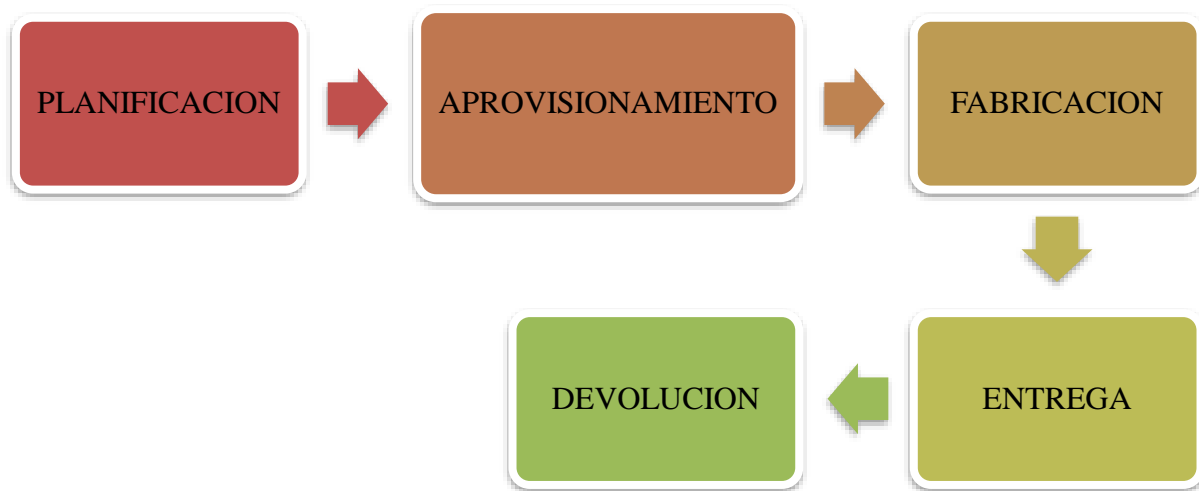 PLANIFICACION
APROVISIONAMIENTO
FABRICACION
ENTREGA
DEVOLUCION